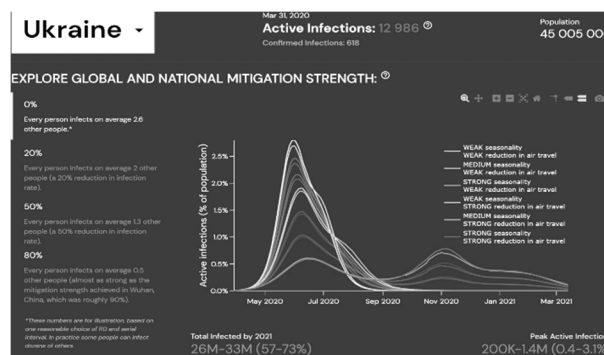 Ukraine
Mar 31, 2020
Active Infections: 12 986
Confirmed Infections: 618
Population
45 005 00
EXPLORE GLOBAL AND NATIONAL MITIGATION STRENGTH:
0%
Every person infects on average 2.6
other people.*
20%
Every person infects on average 2 other
people (a 20% reduction in infection
rate).
50%
Every person infects on average 1.3 other
people (a 50% reduction in infection
rate).
80%
Every person infects on average 0.5
other people (almost as strong as the
mitigation strength achieved in Wuhan,
China, which was roughly 90%).
*These numbers are for illustration, based on
one reasonable choice of R0 and serial
interval. In practice some people can infect
dozens of others.
Active infections (% of population)
2.5%
2.0%
1.5%
1.0%
0.5%
0.0%
May 2020
Jul 2020
Sep 2020
Nov 2020
Jan 2021
Mar 2021
WEAK seasonality
WEAK reduction in air travel
MEDIUM seasonality
WEAK reduction in air travel
STRONG seasonality
WEAK reduction in air travel
WEAK seasonality
STRONG reduction in air travel
MEDIUM seasonality
STRONG reduction in air travel
STRONG seasonality
STRONG reduction in air travel
Total Infected by 2021
26M-33M (57-73%)
Peak Active Infection
200K-1.4M (0.4-3.1%